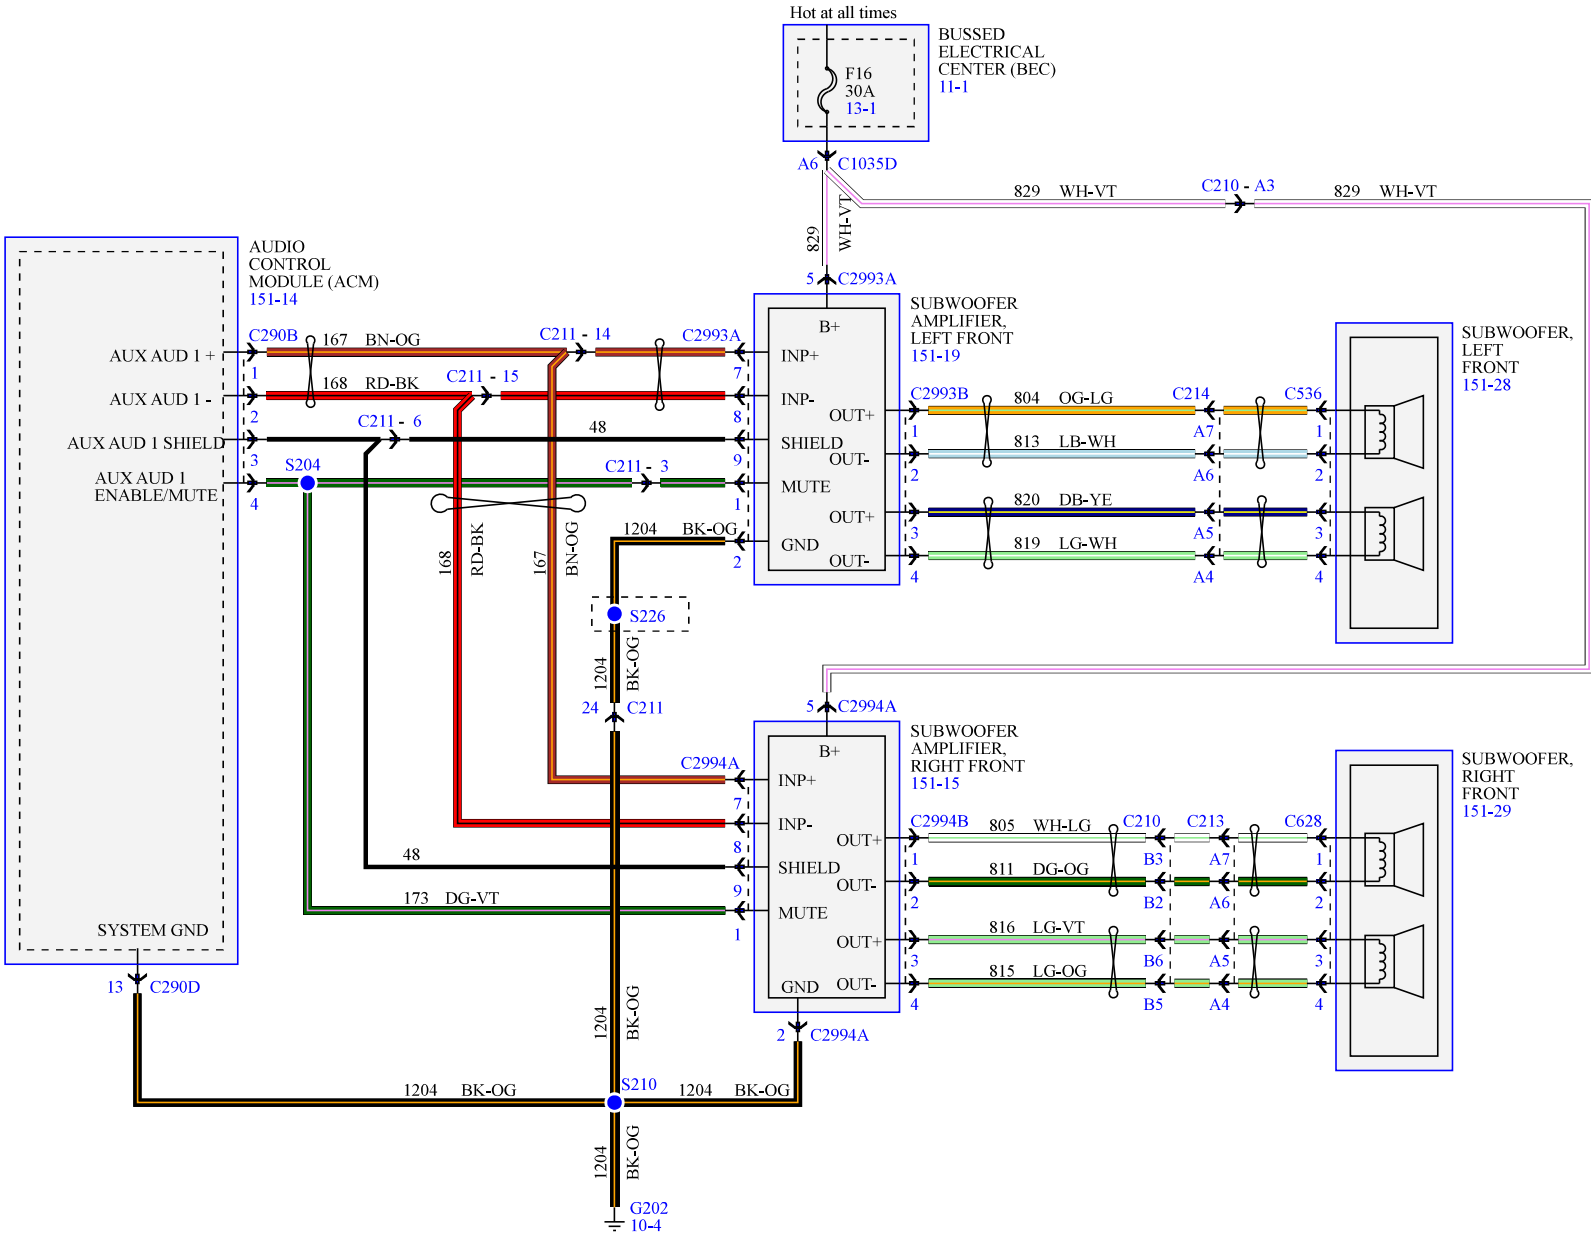 Hot at all times
BUSSED
ELECTRICAL
CENTER (BEC)
11-1
F16
30A
13-1
A6 C1035D
829 WH-VT
C210 - A3
829 WH-VT
829
WH-VT
5 C2993A
AUDIO
CONTROL
MODULE (ACM)
151-14
AUX AUD 1 +
AUX AUD 1 -
AUX AUD 1 SHIELD
AUX AUD 1
ENABLE/MUTE
SYSTEM GND
C290B
1
2
3
4
167 BN-OG
168 RD-BK
C211 - 14
C211 - 15
C211 - 6
48
S204
C211 - 3
C2993A
7
8
9
1
2
SUBWOOFER
AMPLIFIER,
LEFT FRONT
151-19
B+
INP+
INP-
SHIELD
MUTE
GND
OUT+
OUT-
OUT+
OUT-
C2993B
1
2
3
4
804 OG-LG
813 LB-WH
820 DB-YE
819 LG-WH
C214
A7
A6
A5
A4
C536
1
2
3
4
SUBWOOFER,
LEFT
FRONT
151-28
168
RD-BK
167
BN-OG
1204 BK-OG
S226
1204
BK-OG
24 C211
5 C2994A
C2994A
7
8
9
1
48
173 DG-VT
SUBWOOFER
AMPLIFIER,
RIGHT FRONT
151-15
B+
INP+
INP-
SHIELD
MUTE
GND
OUT+
OUT-
OUT+
OUT-
C2994B
1
2
3
4
805 WH-LG
811 DG-OG
816 LG-VT
815 LG-OG
C210
B3
B2
B6
B5
C213
A7
A6
A5
A4
C628
1
2
3
4
SUBWOOFER,
RIGHT
FRONT
151-29
13 C290D
2 C2994A
1204
BK-OG
1204 BK-OG
S210
1204 BK-OG
1204
BK-OG
G202
10-4